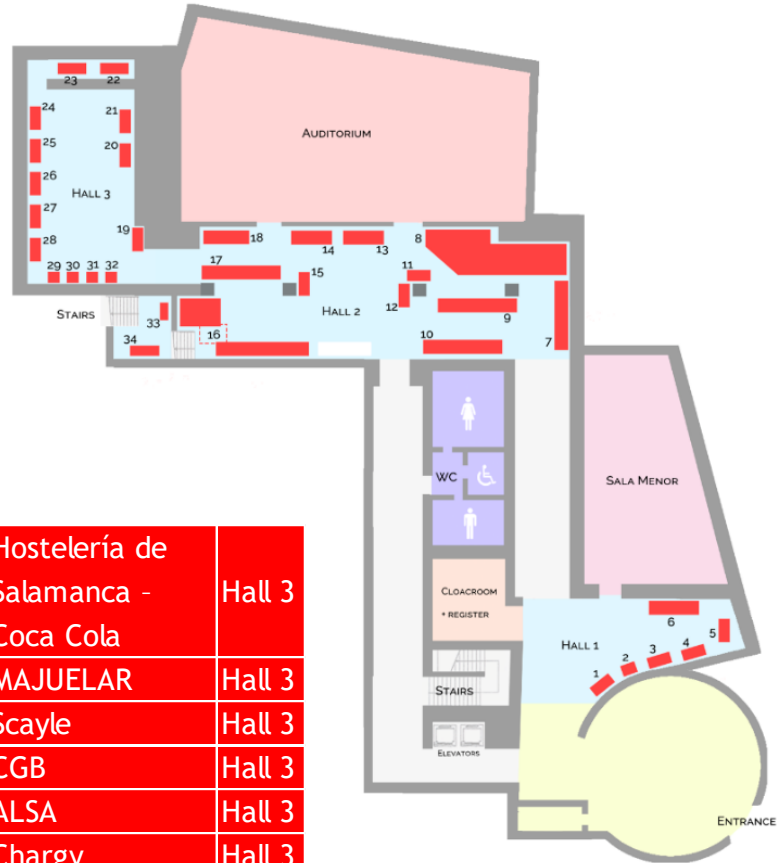 AUDITORIUM
23
22
24
21
25
20
26
HALL 3
27
19
28
29
30
31
32
18
14
13
8
17
15
11
12
HALL 2
9
STAIRS
33
16
10
7
34
WC
SALA MENOR
CLOACROOM
+ REGISTER
HALL 1
6
5
4
3
2
1
STAIRS
ELEVATORS
ENTRANCE
Hostelería de
Salamanca –
Coca Cola
Hall 3
MAJUELAR Hall 3
Scayle Hall 3
CGB Hall 3
ALSA Hall 3
Chargy Hall 3